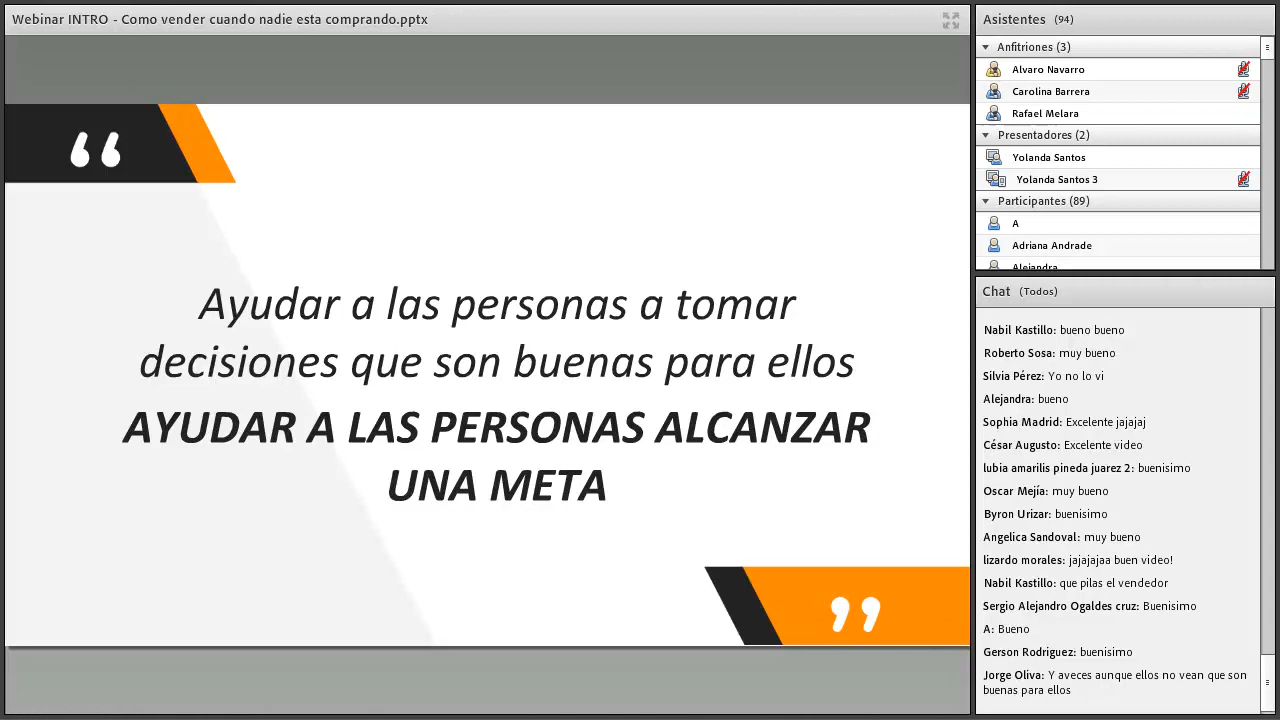 Webinar INTRO - Como vender cuando nadie esta comprando.pptx
“
Ayudar a las personas a tomar
decisiones que son buenas para ellos
AYUDAR A LAS PERSONAS ALCANZAR
UNA META
”
Asistentes (94)
Anfitriones (3)
Alvaro Navarro
Carolina Barrera
Rafael Melara
Presentadores (2)
Yolanda Santos
Yolanda Santos 3
Participantes (89)
A
Adriana Andrade
Alejandra
Chat (Todos)
Nabil Kastillo: bueno bueno
Roberto Sosa: muy bueno
Silvia Pérez: Yo no lo vi
Alejandra: bueno
Sophia Madrid: Excelente jajajaj
César Augusto: Excelente video
lubia amarilis pineda juarez 2: buenisimo
Oscar Mejía: muy bueno
Byron Urizar: buenisimo
Angelica Sandoval: muy bueno
lizardo morales: jajajajaa buen video!
Nabil Kastillo: que pilas el vendedor
Sergio Alejandro Ogaldes cruz: Buenisimo
A: Bueno
Gerson Rodriguez: buenisimo
Jorge Oliva: Y aveces aunque ellos no vean que son
buenas para ellos